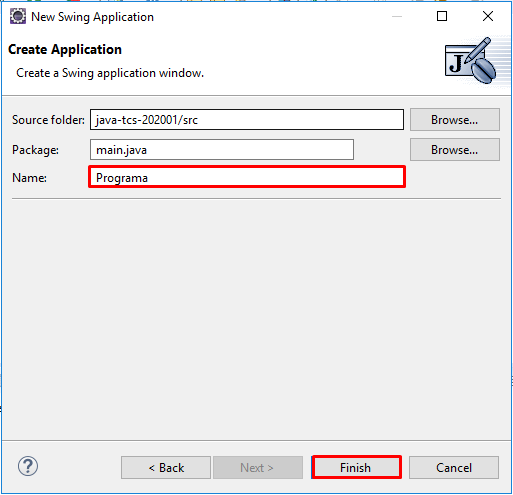 New Swing Application
Create Application
Create a Swing application window.
Source folder: java-tcs-202001/src Browse...
Package: main.java Browse...
Name: Programa
? < Back Next > Finish Cancel